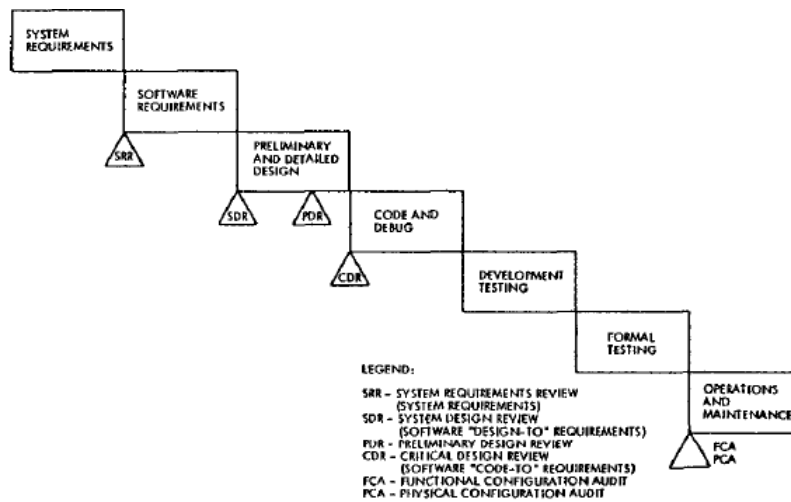 SYSTEM
REQUIREMENTS
SOFTWARE
REQUIREMENTS
SRR
PRELIMINARY
AND DETAILED
DESIGN
SDR
PDR
CODE AND
DEBUG
CDR
DEVELOPMENT
TESTING
FORMAL
TESTING
OPERATIONS
AND
MAINTENANCE
FCA
PCA
LEGEND:
SRR - SYSTEM REQUIREMENTS REVIEW
(SYSTEM REQUIREMENTS)
SDR - SYSTEM DESIGN REVIEW
(SOFTWARE "DESIGN-TO" REQUIREMENTS)
PDR - PRELIMINARY DESIGN REVIEW
CDR - CRITICAL DESIGN REVIEW
(SOFTWARE "CODE-TO" REQUIREMENTS)
FCA - FUNCTIONAL CONFIGURATION AUDIT
PCA - PHYSICAL CONFIGURATION AUDIT